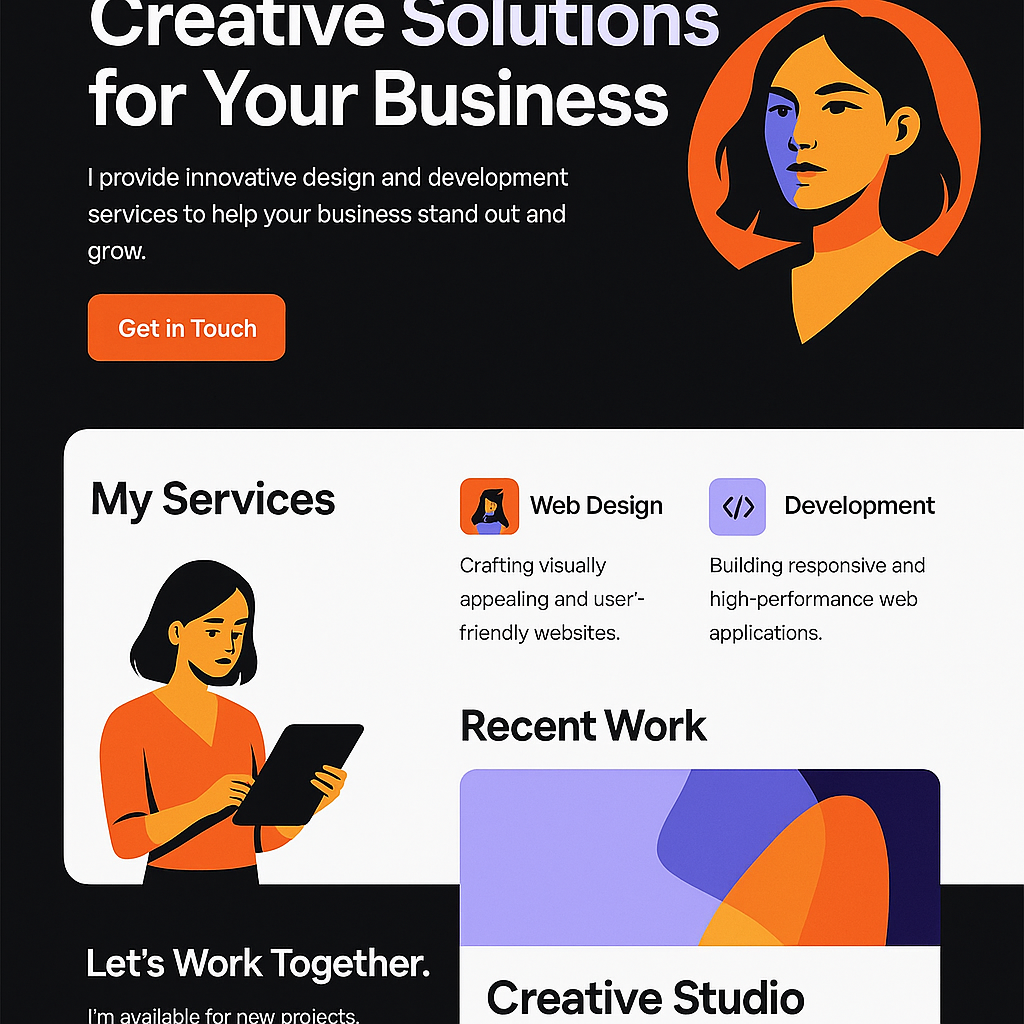 Creative Solutions
for Your Business
I provide innovative design and development
services to help your business stand out and
grow.
Get in Touch
My Services
Web Design
Crafting visually
appealing and user'-
friendly websites.
</> Development
Building responsive and
high-performance web
applications.
Recent Work
Let's Work Together.
I'm available for new projects.
Creative Studio